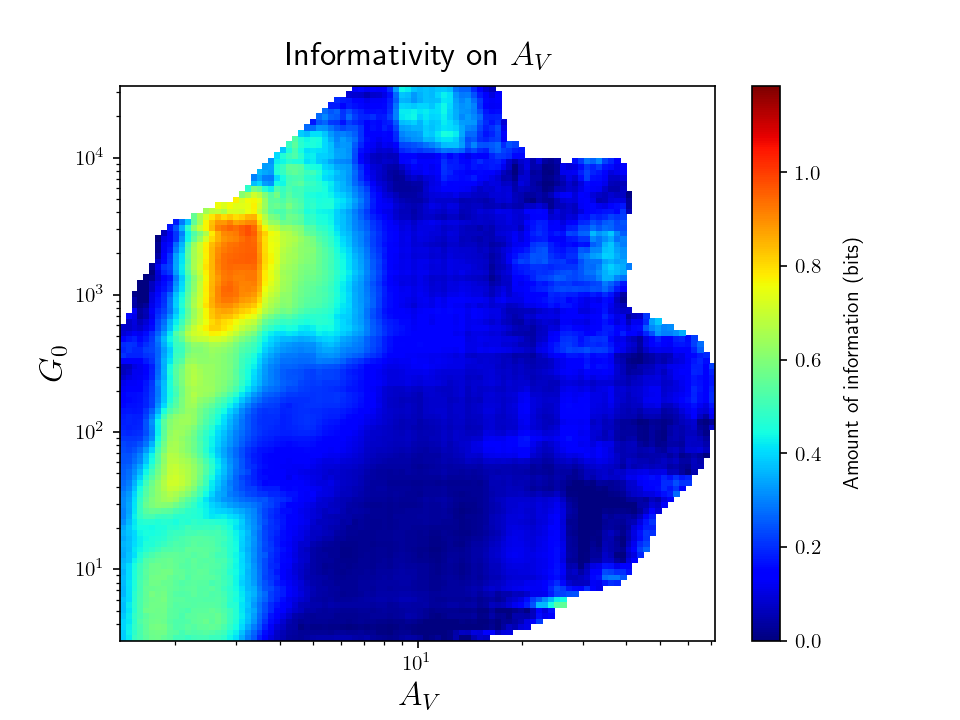 Informativity on $A_V$
$10^4$
$10^3$
$10^2$
$10^1$
$G_0$
$10^1$
$A_V$
1.0
0.8
0.6
0.4
0.2
0.0
Amount of information (bits)